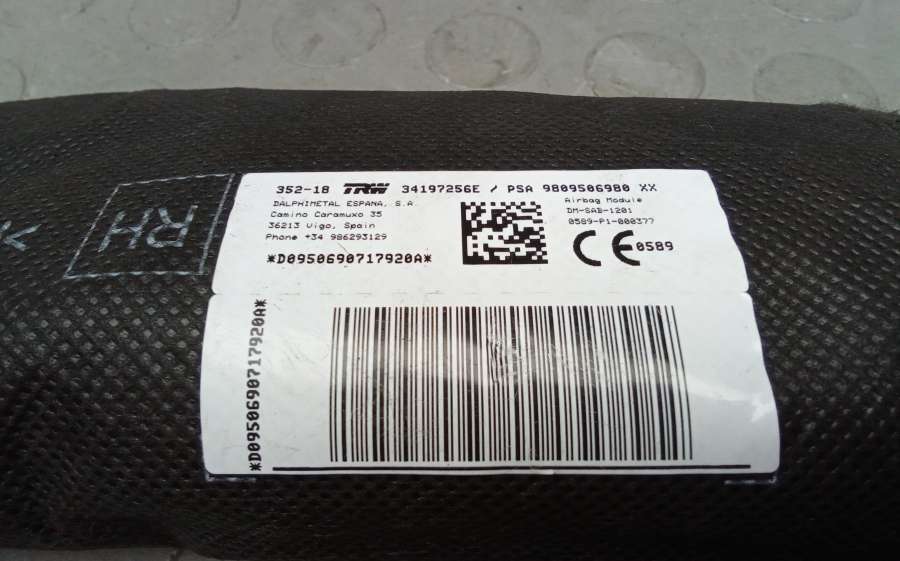 352-18 TRW 34197256E / PSA 9809506980 XX
DALPHIMETAL ESPANA, S.A.
Camino Caramuxo 35
36213 Vigo, Spain
Phone +34 986293129
*D0950690717920A*
Airbag Module
DM-SAB-1201
0589-P1-000377
CE 0589
*D0950690717920A*
RH